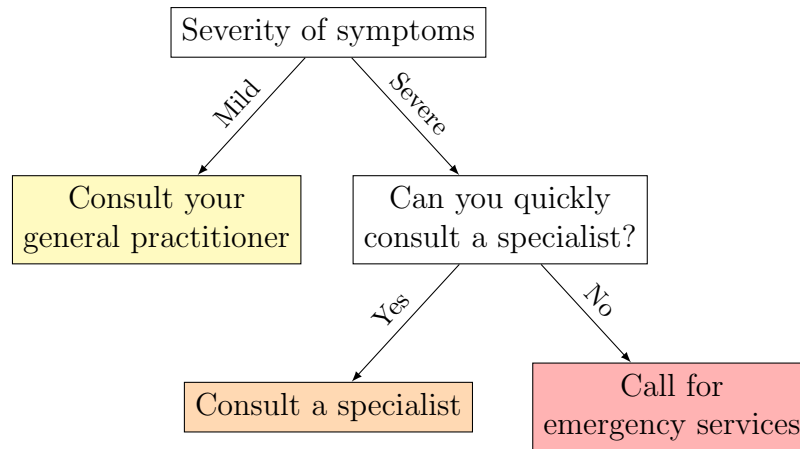 Severity of symptoms
Mild
Severe
Consult your
general practitioner
Can you quickly
consult a specialist?
Yes
No
Consult a specialist
Call for
emergency services